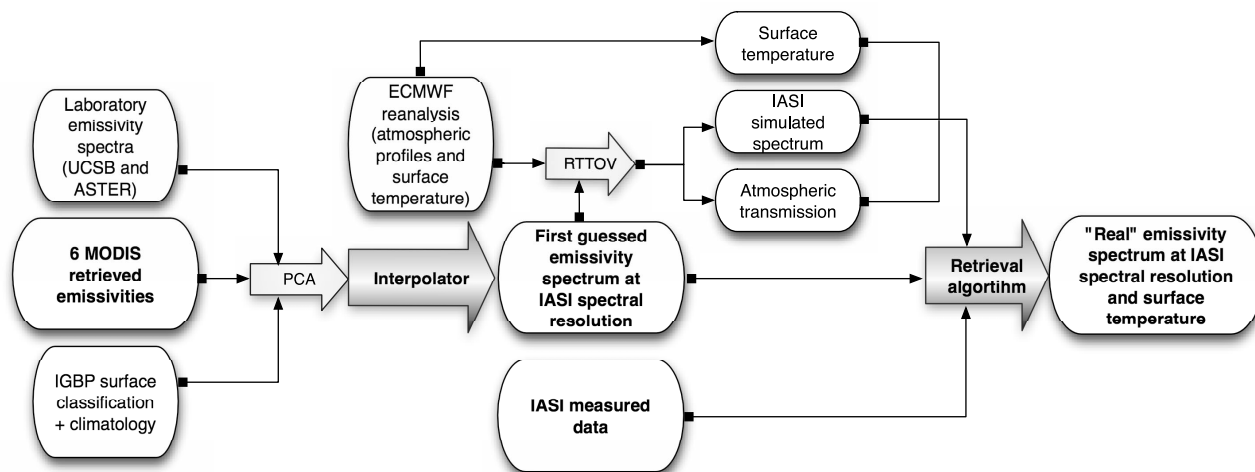 Laboratory
emissivity
spectra
(UCSB and
ASTER)
6 MODIS
retrieved
emissivities
IGBP surface
classification
+ climatology
PCA
Interpolator
ECMWF
reanalysis
(atmospheric
profiles and
surface
temperature)
RTTOV
First guessed
emissivity
spectrum at
IASI spectral
resolution
IASI measured
data
Surface
temperature
IASI
simulated
spectrum
Atmospheric
transmission
Retrieval
algortihm
"Real" emissivity
spectrum at IASI
spectral resolution
and surface
temperature